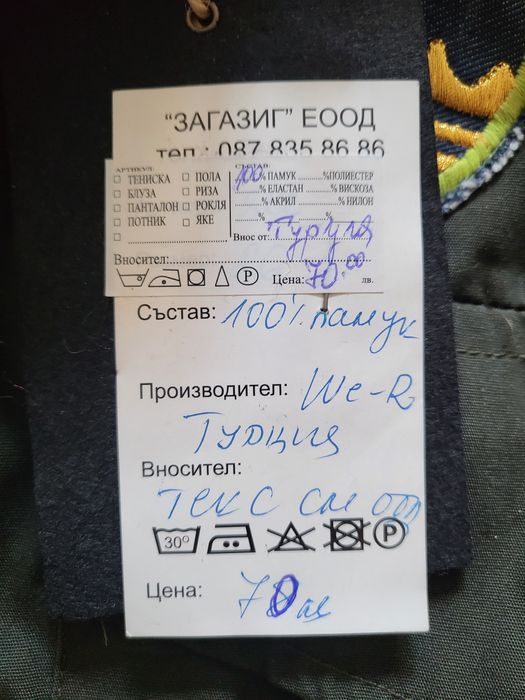 "ЗАГАЗИГ" ЕООД
тел.: 087 835 86 86
АРТИКУЛ: СЪСТАВ:
□ ТЕНИСКА □ ПОЛА 100% ПАМУК ......%ПОЛИЕСТЕР
□ БЛУЗА □ РИЗА ......% ЕЛАСТАН ......% ВИСКОЗА
□ ПАНТАЛОН □ РОКЛЯ ......% АКРИЛ ......% НИЛОН
□ ПОТНИК □ ЯКЕ ......% ......%
□ Внос от: Турция
Вносител:
Цена: 70.00 лв.
Състав: 100% памук
Производител: We-R
Турция
Вносител:
ТЕКС СМ ООД
30° P
Цена: 70лв